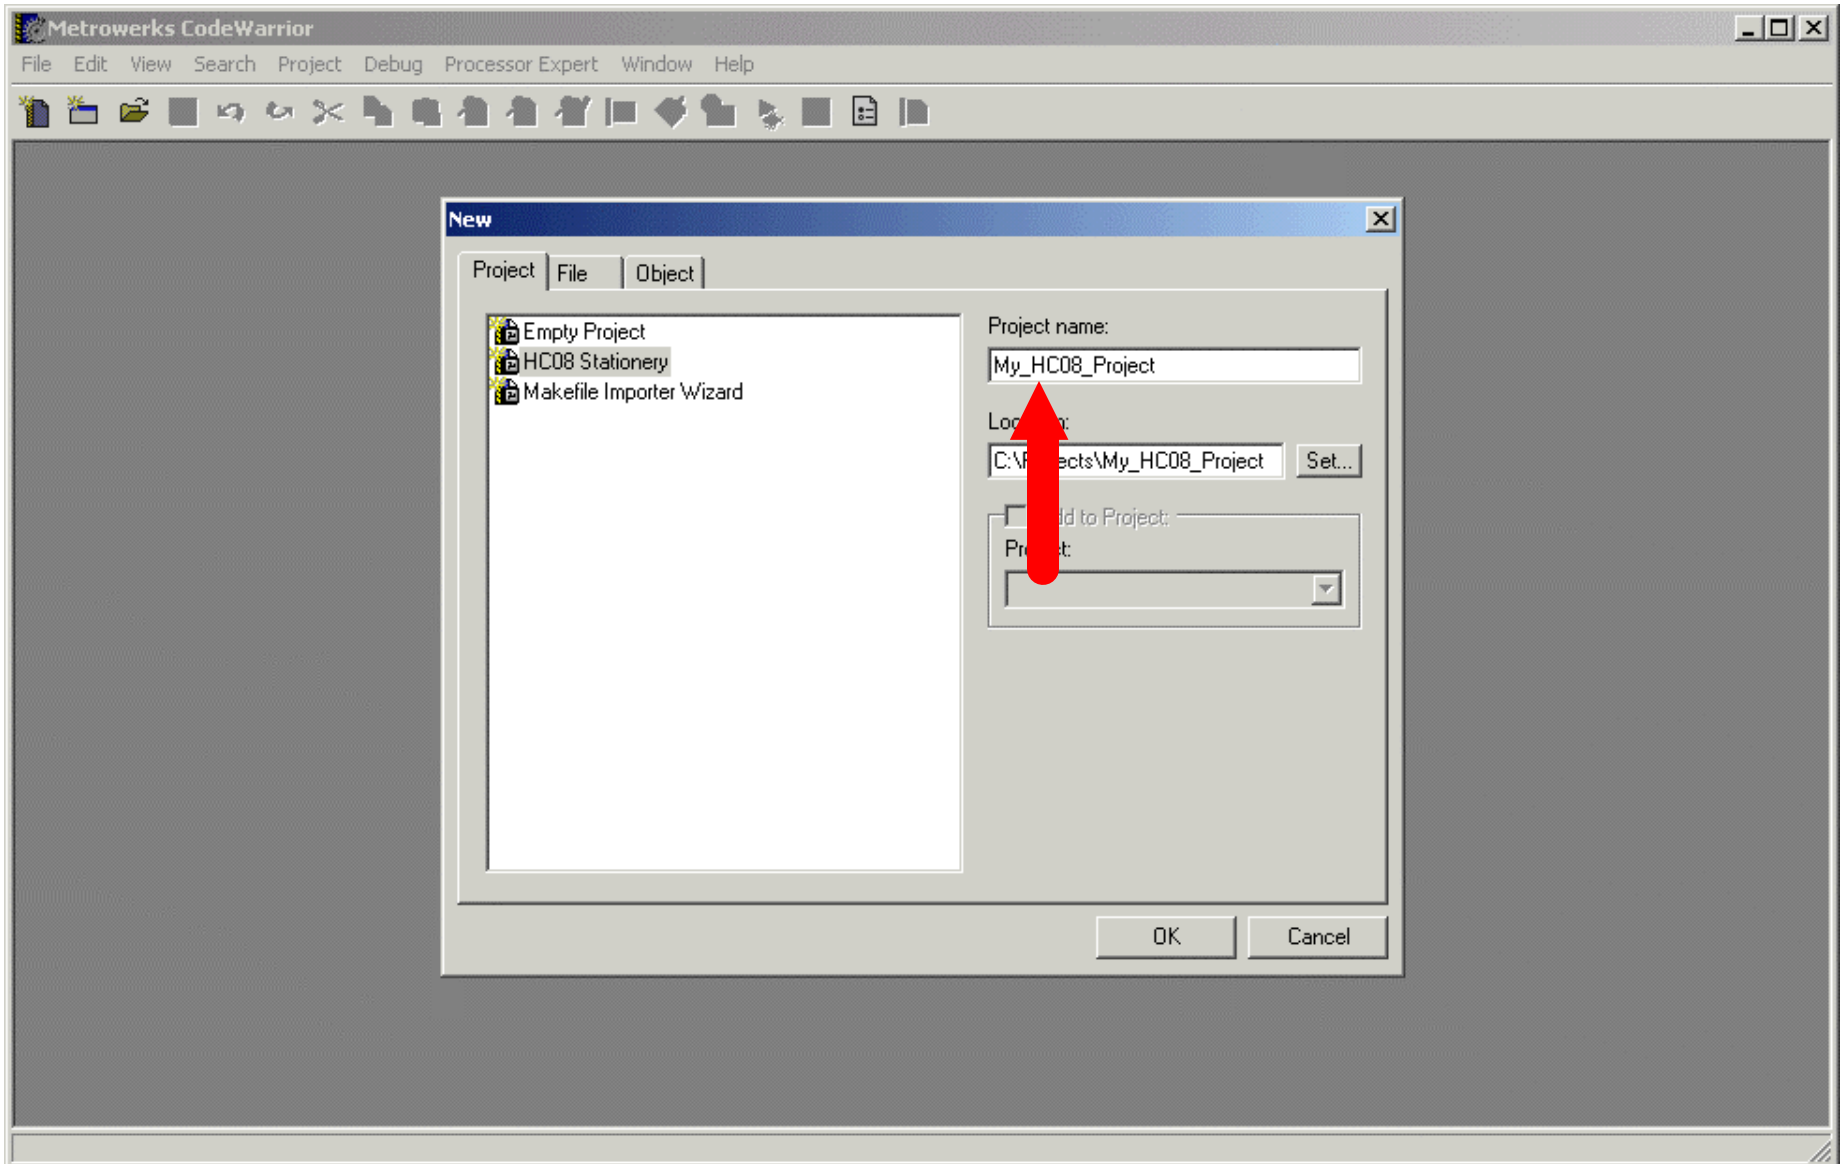 Metrowerks CodeWarrior
File Edit View Search Project Debug Processor Expert Window Help
New
Project File Object
Empty Project
HC08 Stationery
Makefile Importer Wizard
Project name:
My_HC08_Project
C:\ My_HC08_Project Set...
to Project:
OK Cancel